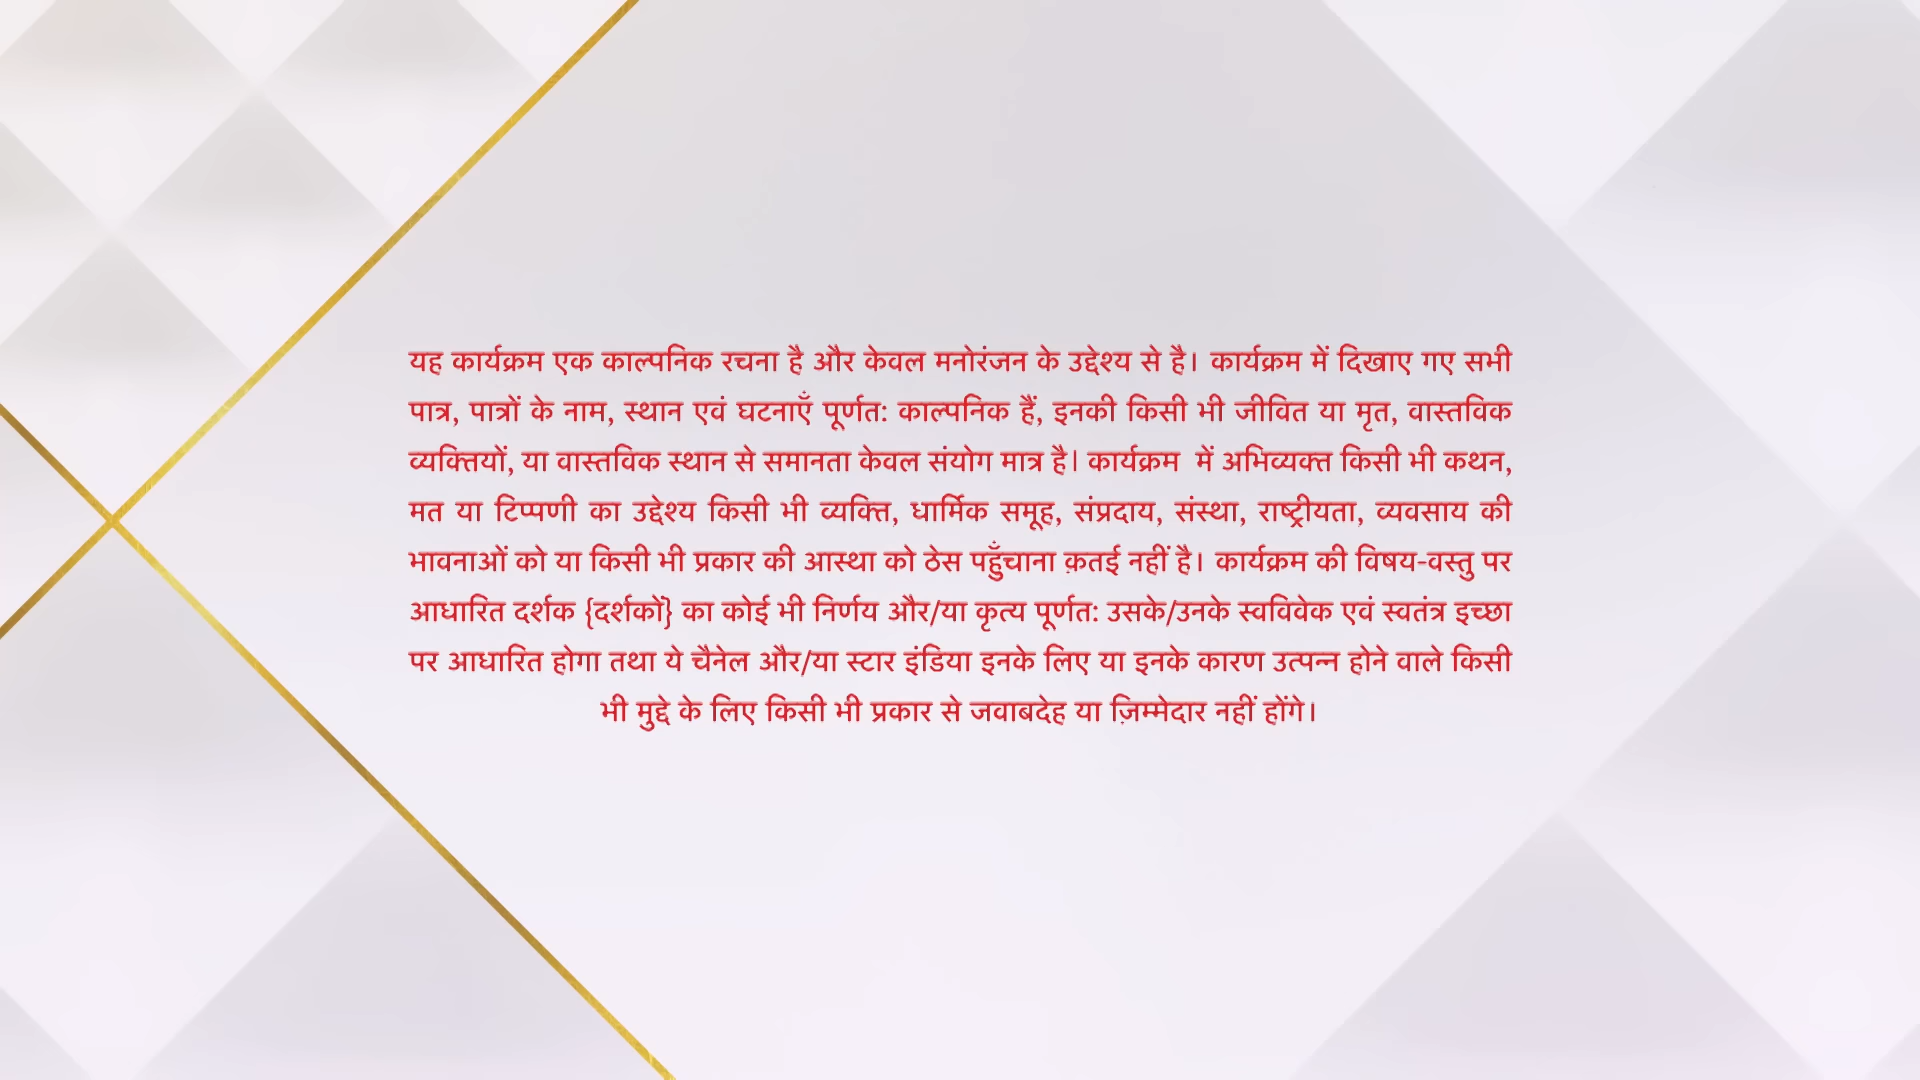 यह कार्यक्रम एक काल्पनिक रचना है और केवल मनोरंजन के उद्देश्य से है। कार्यक्रम में दिखाए गए सभी
पात्र, पात्रों के नाम, स्थान एवं घटनाएँ पूर्णत: काल्पनिक हैं, इनकी किसी भी जीवित या मृत, वास्तविक
व्यक्तियों, या वास्तविक स्थान से समानता केवल संयोग मात्र है। कार्यक्रम में अभिव्यक्त किसी भी कथन,
मत या टिप्पणी का उद्देश्य किसी भी व्यक्ति, धार्मिक समूह, संप्रदाय, संस्था, राष्ट्रीयता, व्यवसाय की
भावनाओं को या किसी भी प्रकार की आस्था को ठेस पहुँचाना क़तई नहीं है। कार्यक्रम की विषय-वस्तु पर
आधारित दर्शक {दर्शकों} का कोई भी निर्णय और/या कृत्य पूर्णत: उसके/उनके स्वविवेक एवं स्वतंत्र इच्छा
पर आधारित होगा तथा ये चैनेल और/या स्टार इंडिया इनके लिए या इनके कारण उत्पन्न होने वाले किसी
भी मुद्दे के लिए किसी भी प्रकार से जवाबदेह या ज़िम्मेदार नहीं होंगे।